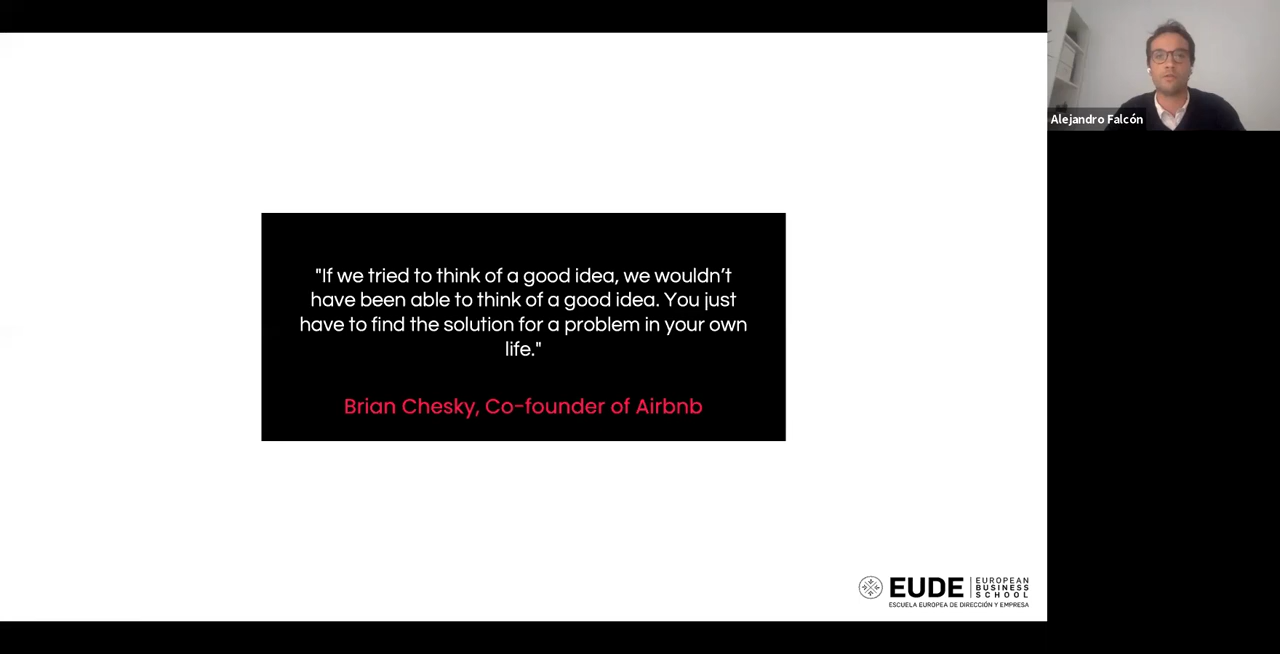 Alejandro Falcón
"If we tried to think of a good idea, we wouldn’t
have been able to think of a good idea. You just
have to find the solution for a problem in your own
life."
Brian Chesky, Co-founder of Airbnb
EUDE
EUROPEAN
BUSINESS
SCHOOL
ESCUELA EUROPEA DE DIRECCIÓN Y EMPRESA